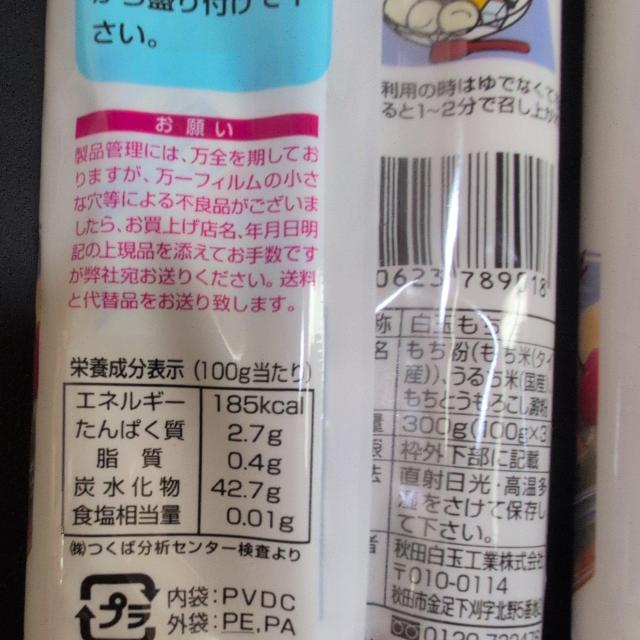 さい。
お願い
製品管理には、万全を期してお
りますが、万一フィルムの小さ
な穴等による不良品がございま
したら、お買上げ店名、年月日明
記の上現品を添えてお手数です
が弊社宛お送りください。送料
と代替品をお送り致します。
栄養成分表示 (100g当たり)
エネルギー 185kcal
たんぱく質 2.7g
脂質 0.4g
炭水化物 42.7g
食塩相当量 0.01g
㈱つくば分析センター検査より
プラ
内袋:PVDC
外袋:PE,PA
利用の時はゆでなくて
ると1~2分で召し上が
0623 789018
称 白玉もち
名 もち粉(もち米(タイ
産))、うるち米(国産)、
もちとうもろこし澱粉
量 300g(100g×3
枠外下部に記載
法 直射日光・高温多
湿をさけて保存し
て下さい。
者 秋田白玉工業株式会社
〒010-0114
秋田市金足下刈字北野5番地